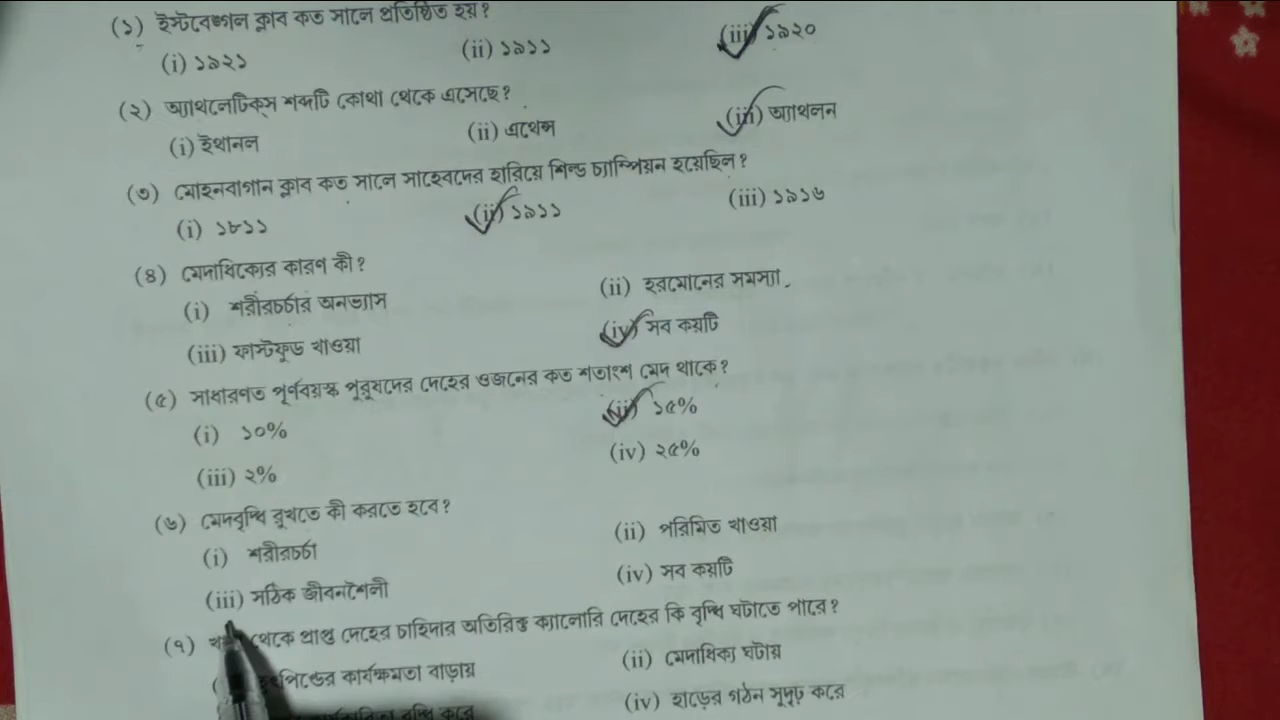 (১) ইস্টবেঙ্গল ক্লাব কত সালে প্রতিষ্ঠিত হয়?
(i) ১৯২১ (ii) ১৯১১ (iii) ১৯২০
(২) অ্যাথলেটিক্স শব্দটি কোথা থেকে এসেছে?
(i) ইথানল (ii) এথেন্স (iii) অ্যাথলন
(৩) মোহনবাগান ক্লাব কত সালে সাহেবদের হারিয়ে শিল্ড চ্যাম্পিয়ন হয়েছিল?
(i) ১৮১১ (ii) ১৯১১ (iii) ১৯১৬
(৪) মেদাধিক্যের কারণ কী?
(i) শরীরচর্চার অনভ্যাস (ii) হরমোনের সমস্যা
(iii) ফাস্টফুড খাওয়া (iv) সব কয়টি
(৫) সাধারণত পূর্ণবয়স্ক পুরুষদের দেহের ওজনের কত শতাংশ মেদ থাকে?
(i) ১০% (ii) ১৫%
(iii) ২% (iv) ২৫%
(৬) মেদবৃদ্ধি রুখতে কী করতে হবে?
(i) শরীরচর্চা (ii) পরিমিত খাওয়া
(iii) সঠিক জীবনশৈলী (iv) সব কয়টি
(৭) থেকে প্রাপ্ত দেহের চাহিদার অতিরিক্ত ক্যালোরি দেহের কি বৃদ্ধি ঘটাতে পারে?
কার্যক্ষমতা বাড়ায় (ii) মেদাধিক্য ঘটায়
বৃদ্ধি করে (iv) হাড়ের গঠন সুদৃঢ় করে